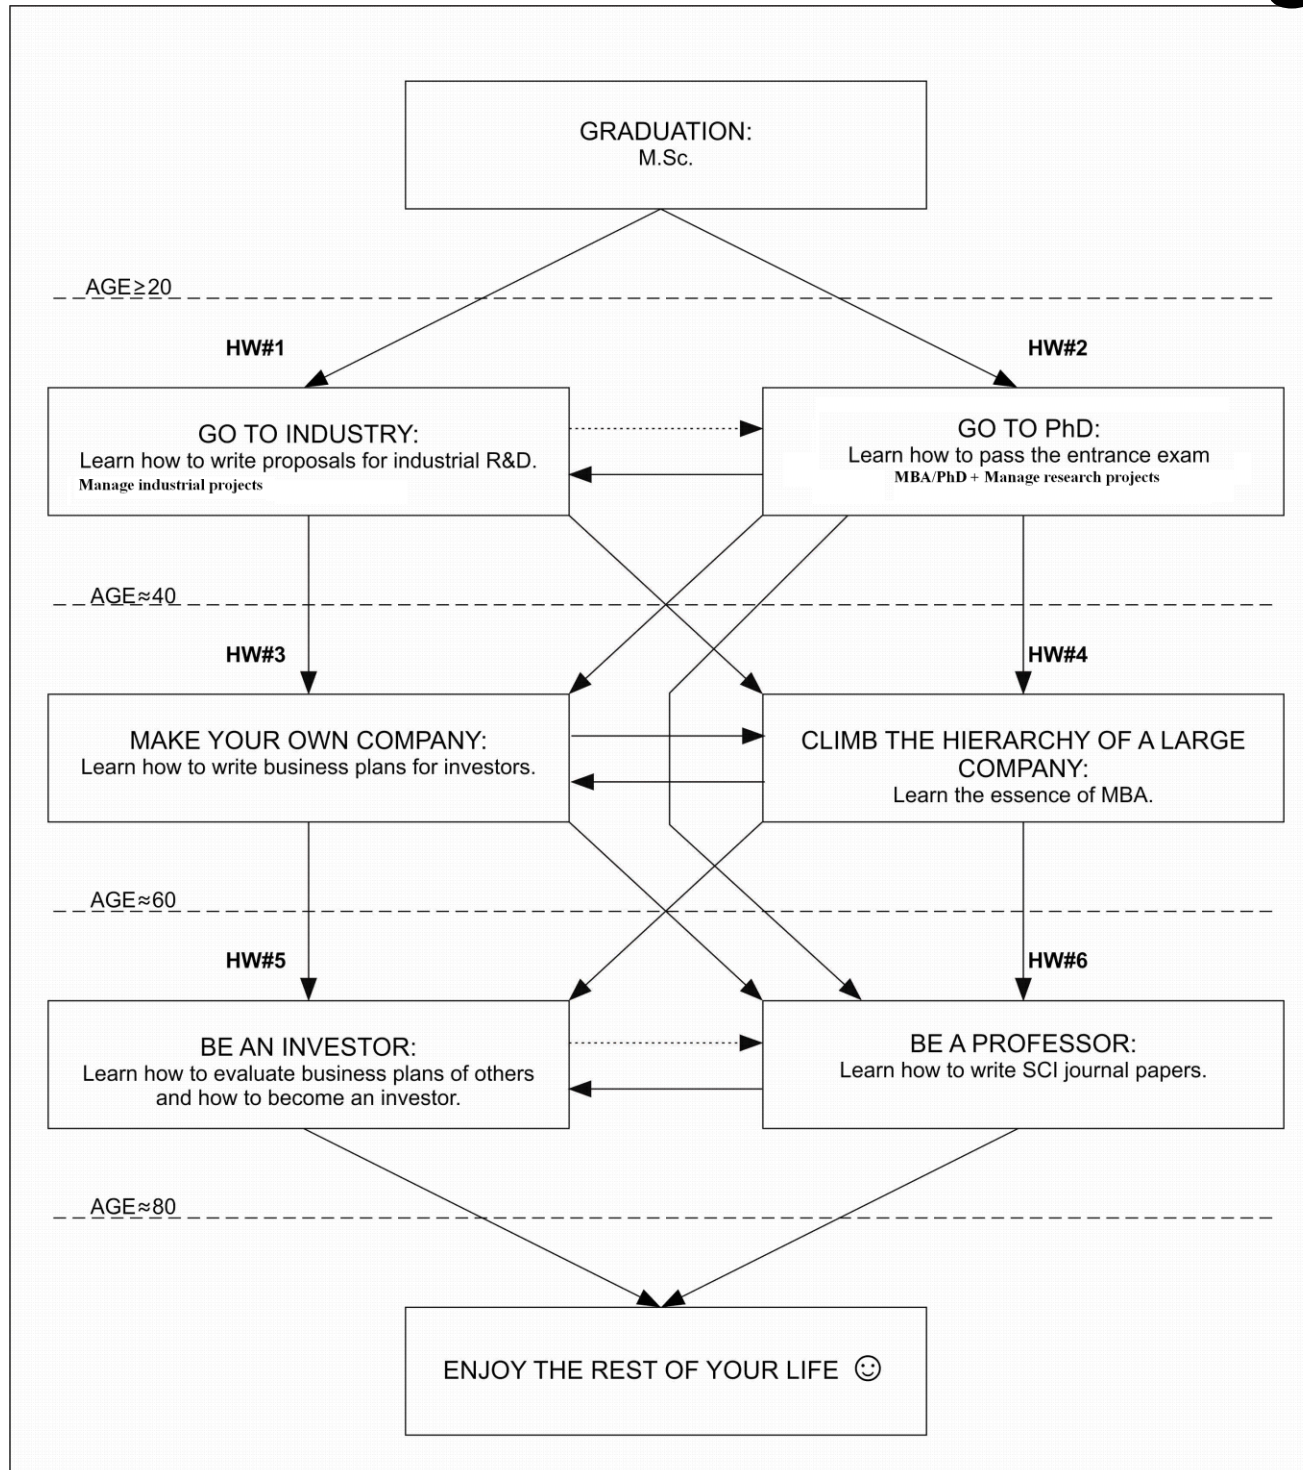 GRADUATION:
M.Sc.
AGE≥20
HW#1
HW#2
GO TO INDUSTRY:
Learn how to write proposals for industrial R&D.
Manage industrial projects
GO TO PhD:
Learn how to pass the entrance exam
MBA/PhD + Manage research projects
AGE≈40
HW#3
HW#4
MAKE YOUR OWN COMPANY:
Learn how to write business plans for investors.
CLIMB THE HIERARCHY OF A LARGE
COMPANY:
Learn the essence of MBA.
AGE≈60
HW#5
HW#6
BE AN INVESTOR:
Learn how to evaluate business plans of others
and how to become an investor.
BE A PROFESSOR:
Learn how to write SCI journal papers.
AGE≈80
ENJOY THE REST OF YOUR LIFE ☺